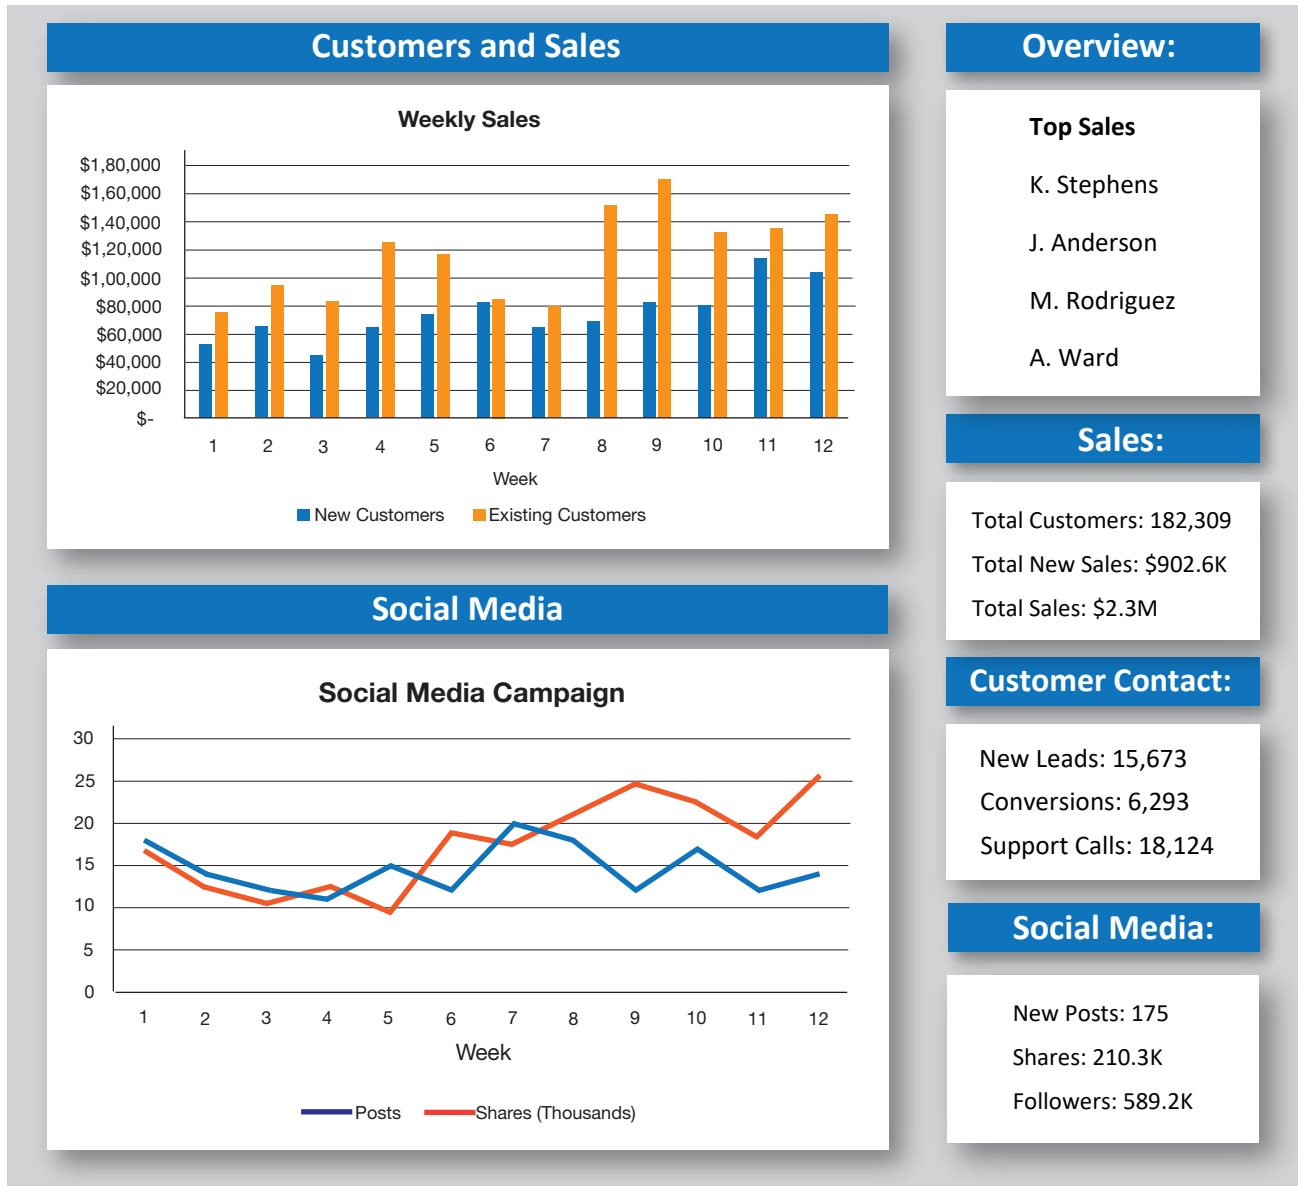 Customers and Sales
Weekly Sales
$1,80,000
$1,60,000
$1,40,000
$1,20,000
$1,00,000
$80,000
$60,000
$40,000
$20,000
$-
1 2 3 4 5 6 7 8 9 10 11 12
Week
New Customers Existing Customers
Social Media
Social Media Campaign
30
25
20
15
10
5
0
1 2 3 4 5 6 7 8 9 10 11 12
Week
Posts Shares (Thousands)
Overview:
Top Sales
K. Stephens
J. Anderson
M. Rodriguez
A. Ward
Sales:
Total Customers: 182,309
Total New Sales: $902.6K
Total Sales: $2.3M
Customer Contact:
New Leads: 15,673
Conversions: 6,293
Support Calls: 18,124
Social Media:
New Posts: 175
Shares: 210.3K
Followers: 589.2K